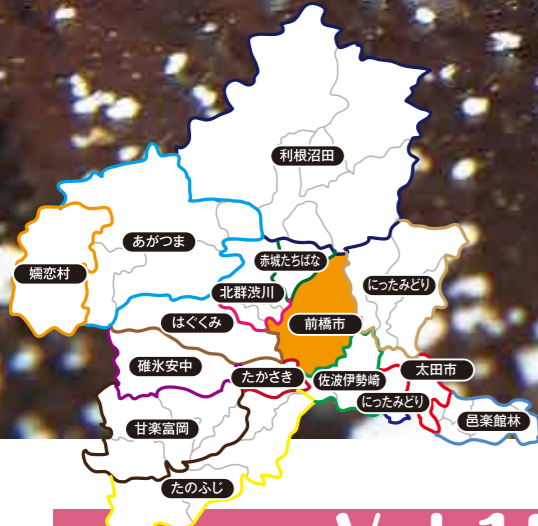 利根沼田
あがつま
赤城たちばな
嬬恋村
にったみどり
北群渋川
はぐくみ
前橋市
碓氷安中
たかさき
佐波伊勢崎
太田市
にったみどり
邑楽館林
甘楽富岡
たのふじ